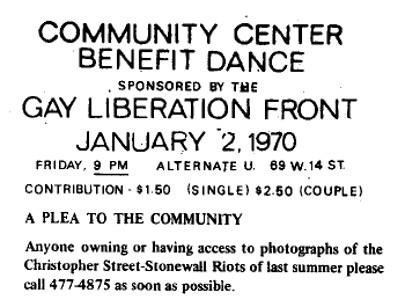 COMMUNITY CENTER
BENEFIT DANCE
SPONSORED BY THE
GAY LIBERATION FRONT
JANUARY 2, 1970
FRIDAY, 9 PM ALTERNATE U. 69 W. 14 ST.
CONTRIBUTION - $1.50 (SINGLE) $2.50 (COUPLE)
A PLEA TO THE COMMUNITY
Anyone owning or having access to photographs of the
Christopher Street-Stonewall Riots of last summer please
call 477-4875 as soon as possible.